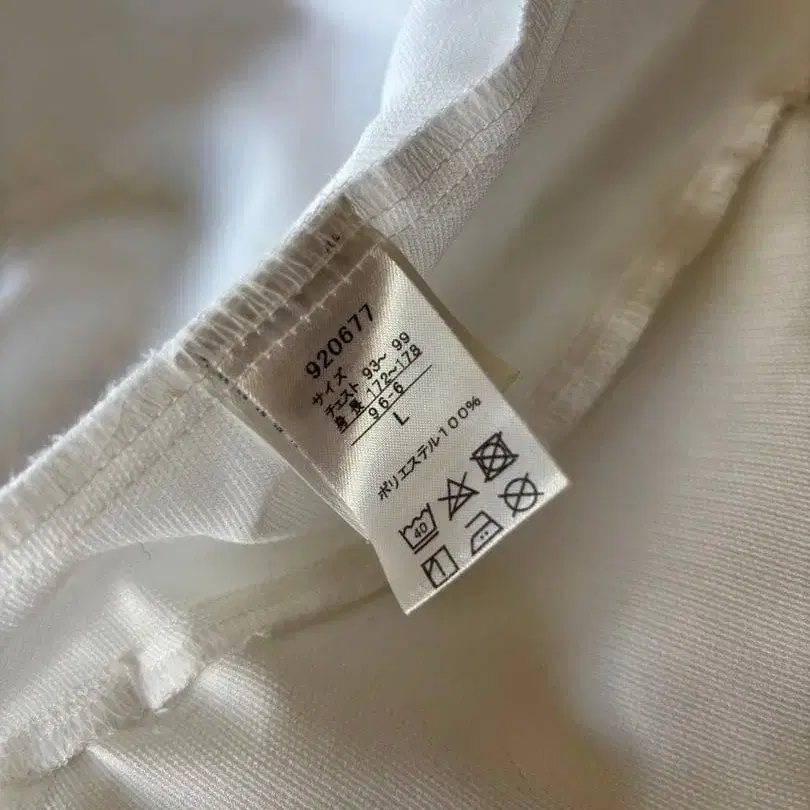 920677
サイズ
チェスト 93～99
身長 172～178
96-6
L
ポリエステル100%
40